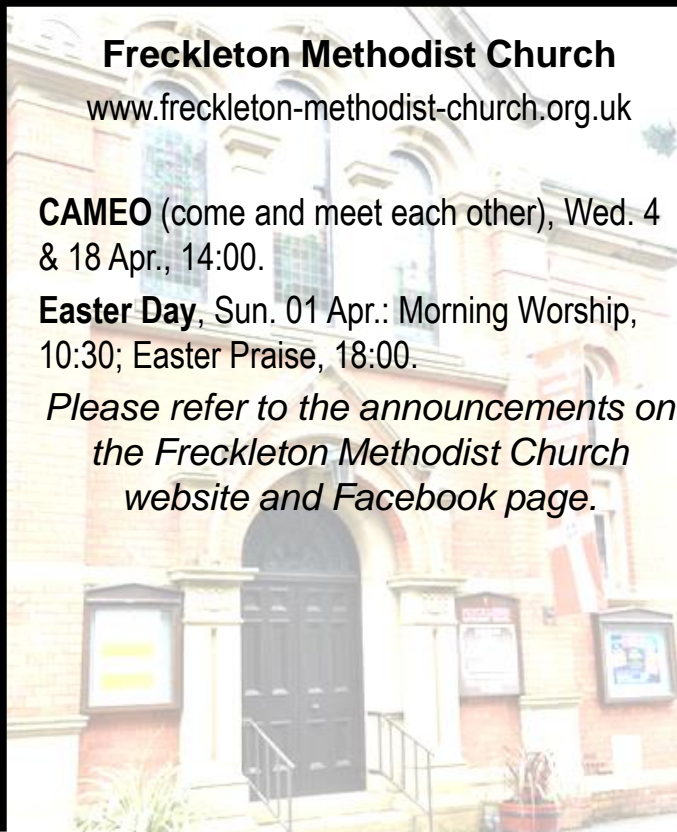 Freckleton Methodist Church
www.freckleton-methodist-church.org.uk
CAMEO (come and meet each other), Wed. 4
& 18 Apr., 14:00.
Easter Day, Sun. 01 Apr.: Morning Worship,
10:30; Easter Praise, 18:00.
Please refer to the announcements on
the Freckleton Methodist Church
website and Facebook page.